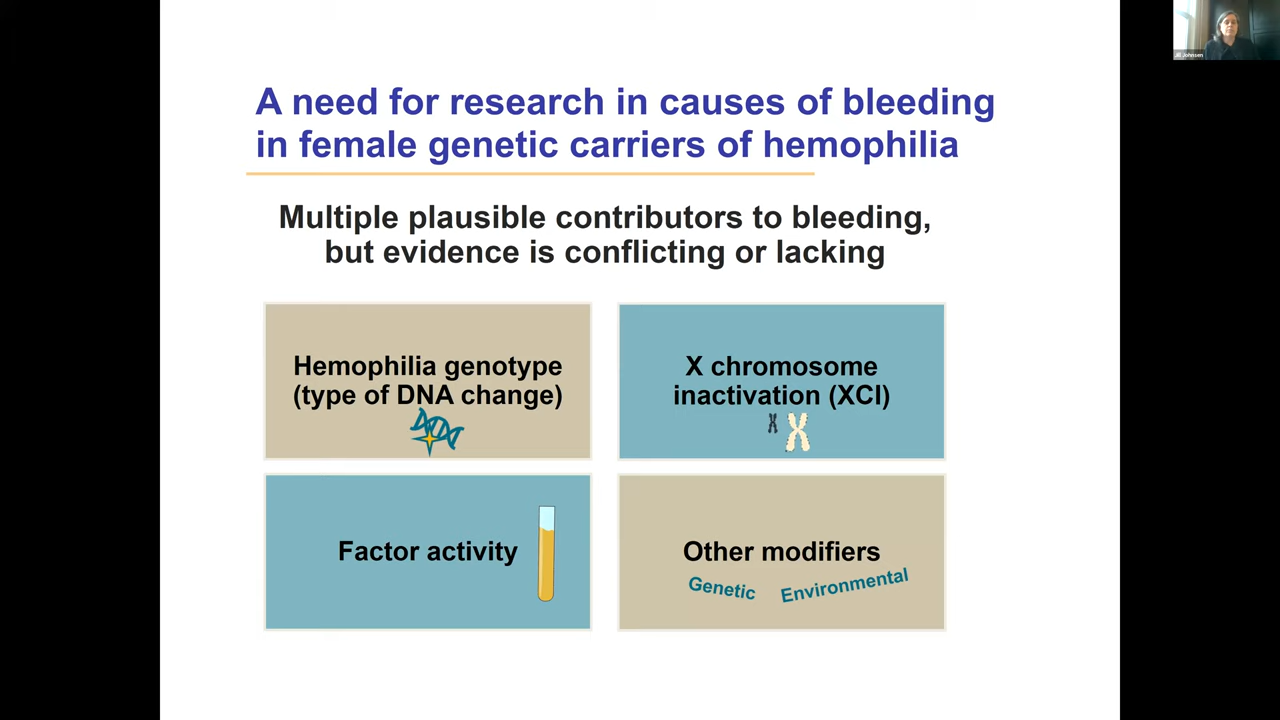 A need for research in causes of bleeding
in female genetic carriers of hemophilia
Multiple plausible contributors to bleeding,
but evidence is conflicting or lacking
Hemophilia genotype
(type of DNA change)
X chromosome
inactivation (XCI)
Factor activity
Other modifiers
Genetic Environmental
Jill Johnsen